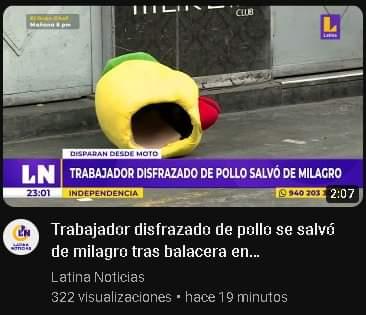 El Gran Chef
Mañana 8 pm
CLUB
Latina
DISPARAN DESDE MOTO
LN
TRABAJADOR DISFRAZADO DE POLLO SALVÓ DE MILAGRO
23:01
INDEPENDENCIA
940 203 3
2:07
LN
LATINA
NOTICIAS
Trabajador disfrazado de pollo se salvó
de milagro tras balacera en...
Latina Noticias
322 visualizaciones • hace 19 minutos